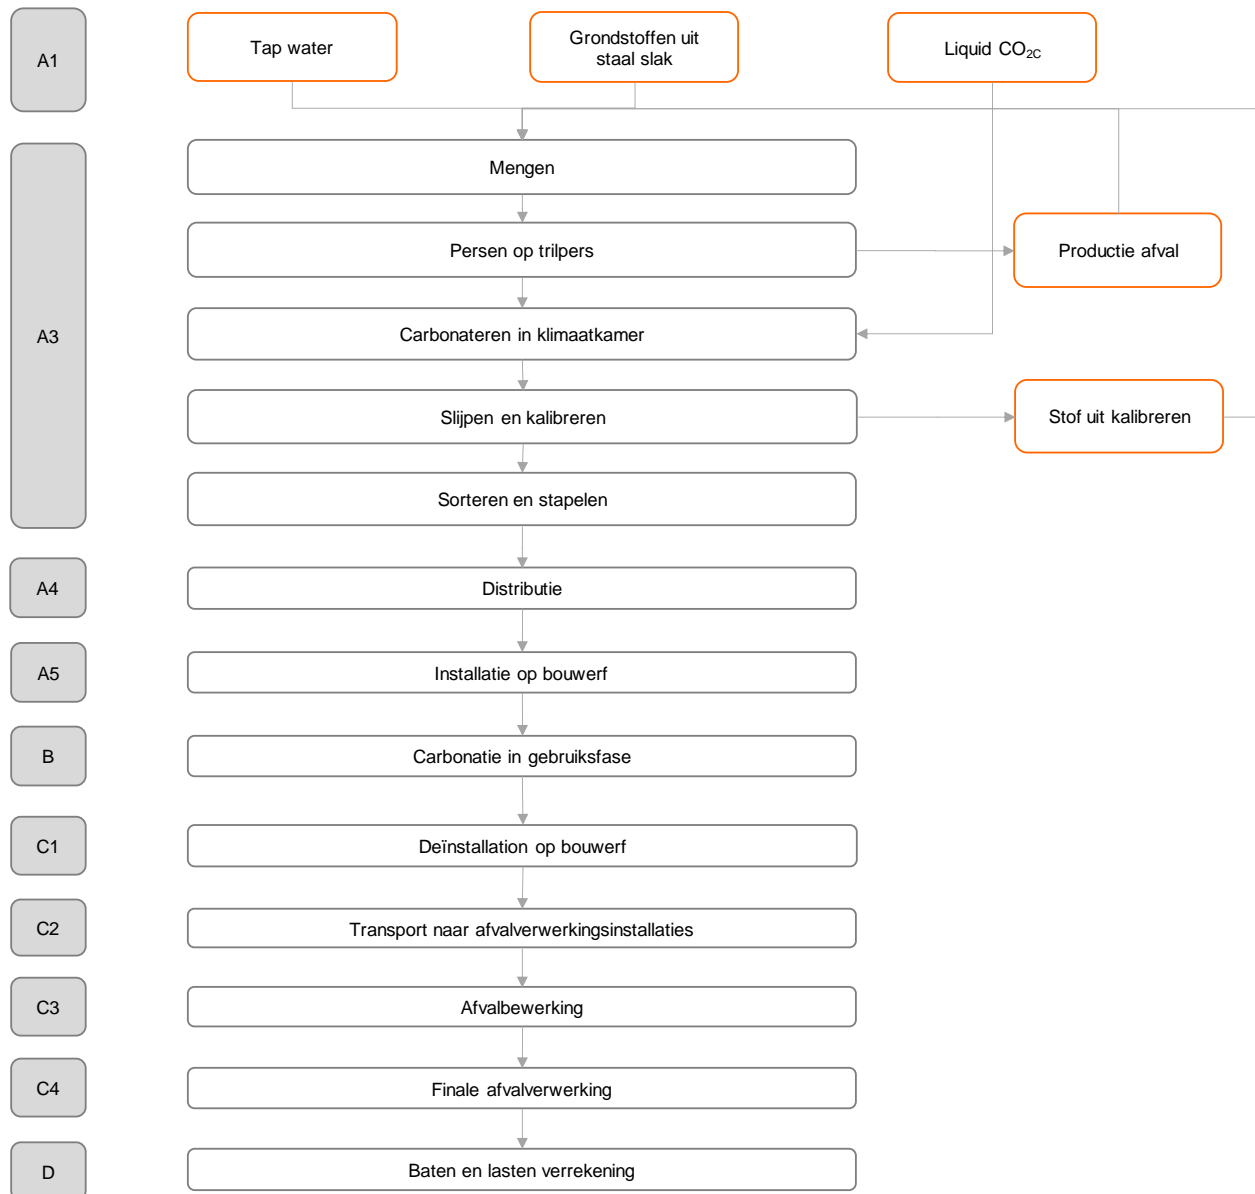 A1
Tap water
Grondstoffen uit
staal slak
Liquid CO₂C
Mengen
A3
Persen op trilpers
Productie afval
Carbonateren in klimaatkamer
Slijpen en kalibreren
Stof uit kalibreren
Sorteren en stapelen
A4
Distributie
A5
Installatie op bouwerf
B
Carbonatie in gebruiksfase
C1
Deïnstallation op bouwerf
C2
Transport naar afvalverwerkingsinstallaties
C3
Afvalbewerking
C4
Finale afvalverwerking
D
Baten en lasten verrekening